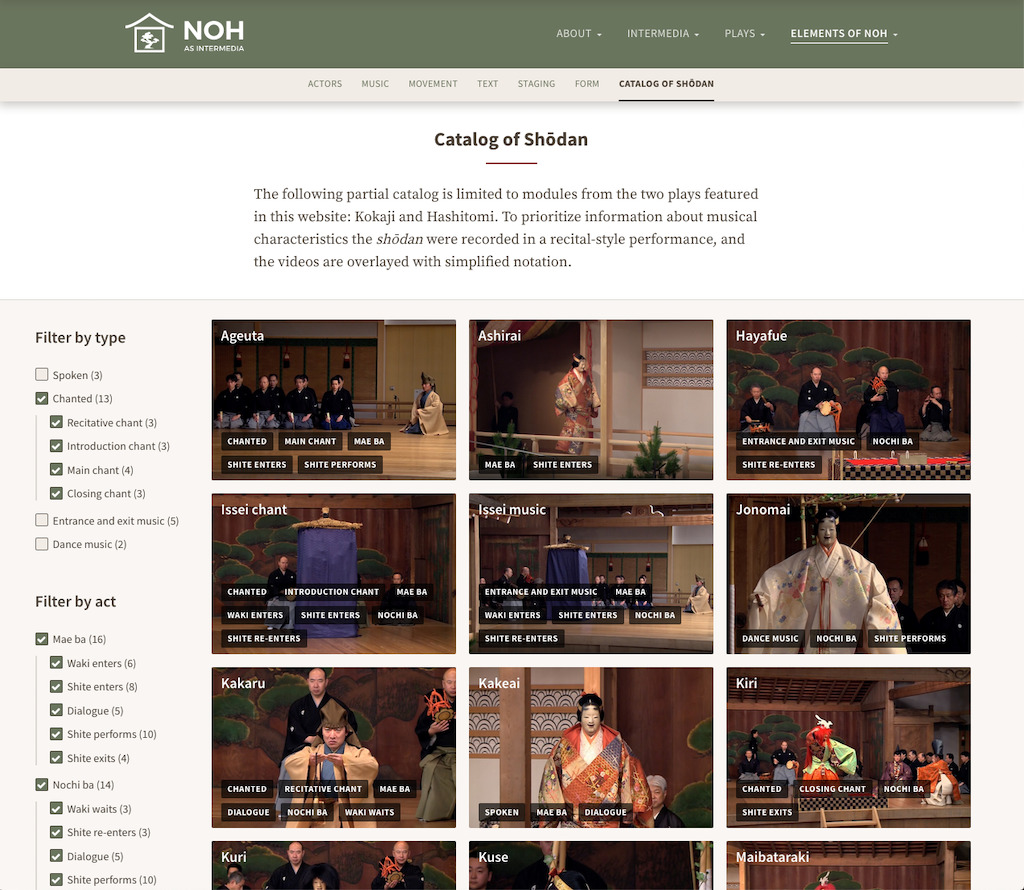 NOH
AS INTERMEDIA
ABOUT
INTERMEDIA
PLAYS
ELEMENTS OF NOH
ACTORS
MUSIC
MOVEMENT
TEXT
STAGING
FORM
CATALOG OF SHŌDAN
Catalog of Shōdan
The following partial catalog is limited to modules from the two plays featured
in this website: Kokaji and Hashitomi. To prioritize information about musical
characteristics the shōdan were recorded in a recital-style performance, and
the videos are overlayed with simplified notation.
Filter by type
Spoken (3)
Chanted (13)
Recitative chant (3)
Introduction chant (3)
Main chant (4)
Closing chant (3)
Entrance and exit music (5)
Dance music (2)
Filter by act
Mae ba (16)
Waki enters (6)
Shite enters (8)
Dialogue (5)
Shite performs (10)
Shite exits (4)
Nochi ba (14)
Waki waits (3)
Shite re-enters (3)
Dialogue (5)
Shite performs (10)
Ageuta
CHANTED
MAIN CHANT
MAE BA
SHITE ENTERS
SHITE PERFORMS
Ashirai
MAE BA
SHITE ENTERS
Hayafue
ENTRANCE AND EXIT MUSIC
NOCHI BA
SHITE RE-ENTERS
Issei chant
CHANTED
INTRODUCTION CHANT
MAE BA
WAKI ENTERS
SHITE ENTERS
NOCHI BA
SHITE RE-ENTERS
Issei music
ENTRANCE AND EXIT MUSIC
MAE BA
WAKI ENTERS
SHITE ENTERS
NOCHI BA
SHITE RE-ENTERS
Jonomai
DANCE MUSIC
NOCHI BA
SHITE PERFORMS
Kakaru
CHANTED
RECITATIVE CHANT
MAE BA
DIALOGUE
NOCHI BA
WAKI WAITS
Kakeai
SPOKEN
MAE BA
DIALOGUE
Kiri
CHANTED
CLOSING CHANT
NOCHI BA
SHITE EXITS
Kuri
Kuse
Maibataraki